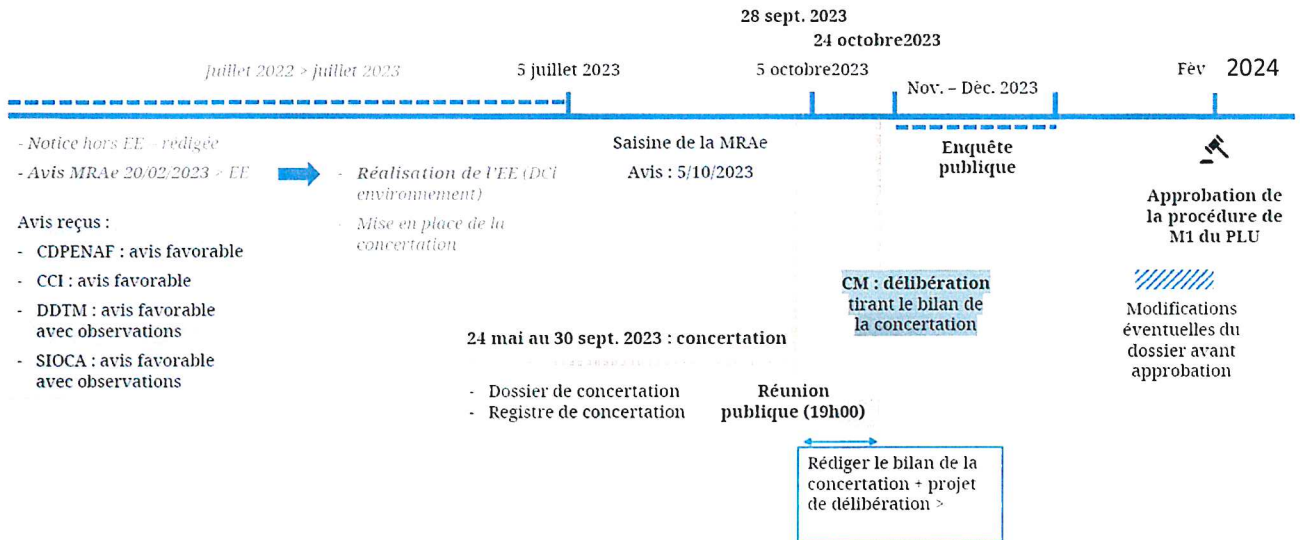 28 sept. 2023
24 octobre2023
Juillet 2022 > juillet 2023
5 juillet 2023
5 octobre2023
Nov. – Dèc. 2023
Fèv 2024
- Notice hors EE – rédigée
- Avis MRAe 20/02/2023 > EE
- Réalisation de l'EE (DCi
environnement)
- Mise en place de la
concertation
Saisine de la MRAe
Avis : 5/10/2023
Enquête
publique
Approbation de
la procédure de
M1 du PLU
Avis reçus :
- CDPENAF : avis favorable
- CCI : avis favorable
- DDTM : avis favorable
avec observations
- SIOCA : avis favorable
avec observations
CM : délibération
tirant le bilan de
la concertation
Modifications
éventuelles du
dossier avant
approbation
24 mai au 30 sept. 2023 : concertation
- Dossier de concertation
- Registre de concertation
Réunion
publique (19h00)
Rédiger le bilan de la
concertation + projet
de délibération >